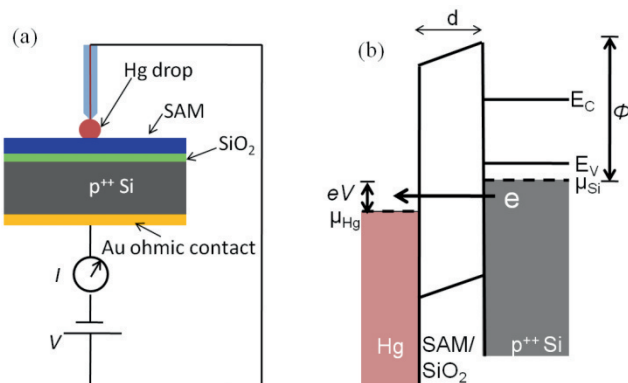 (a)
Hg drop
SAM
SiO₂
p⁺⁺ Si
Au ohmic contact
I
V
(b)
d
E_C
Φ
E_V
μ_Si
eV
e
μ_Hg
Hg
SAM/
SiO₂
p⁺⁺ Si